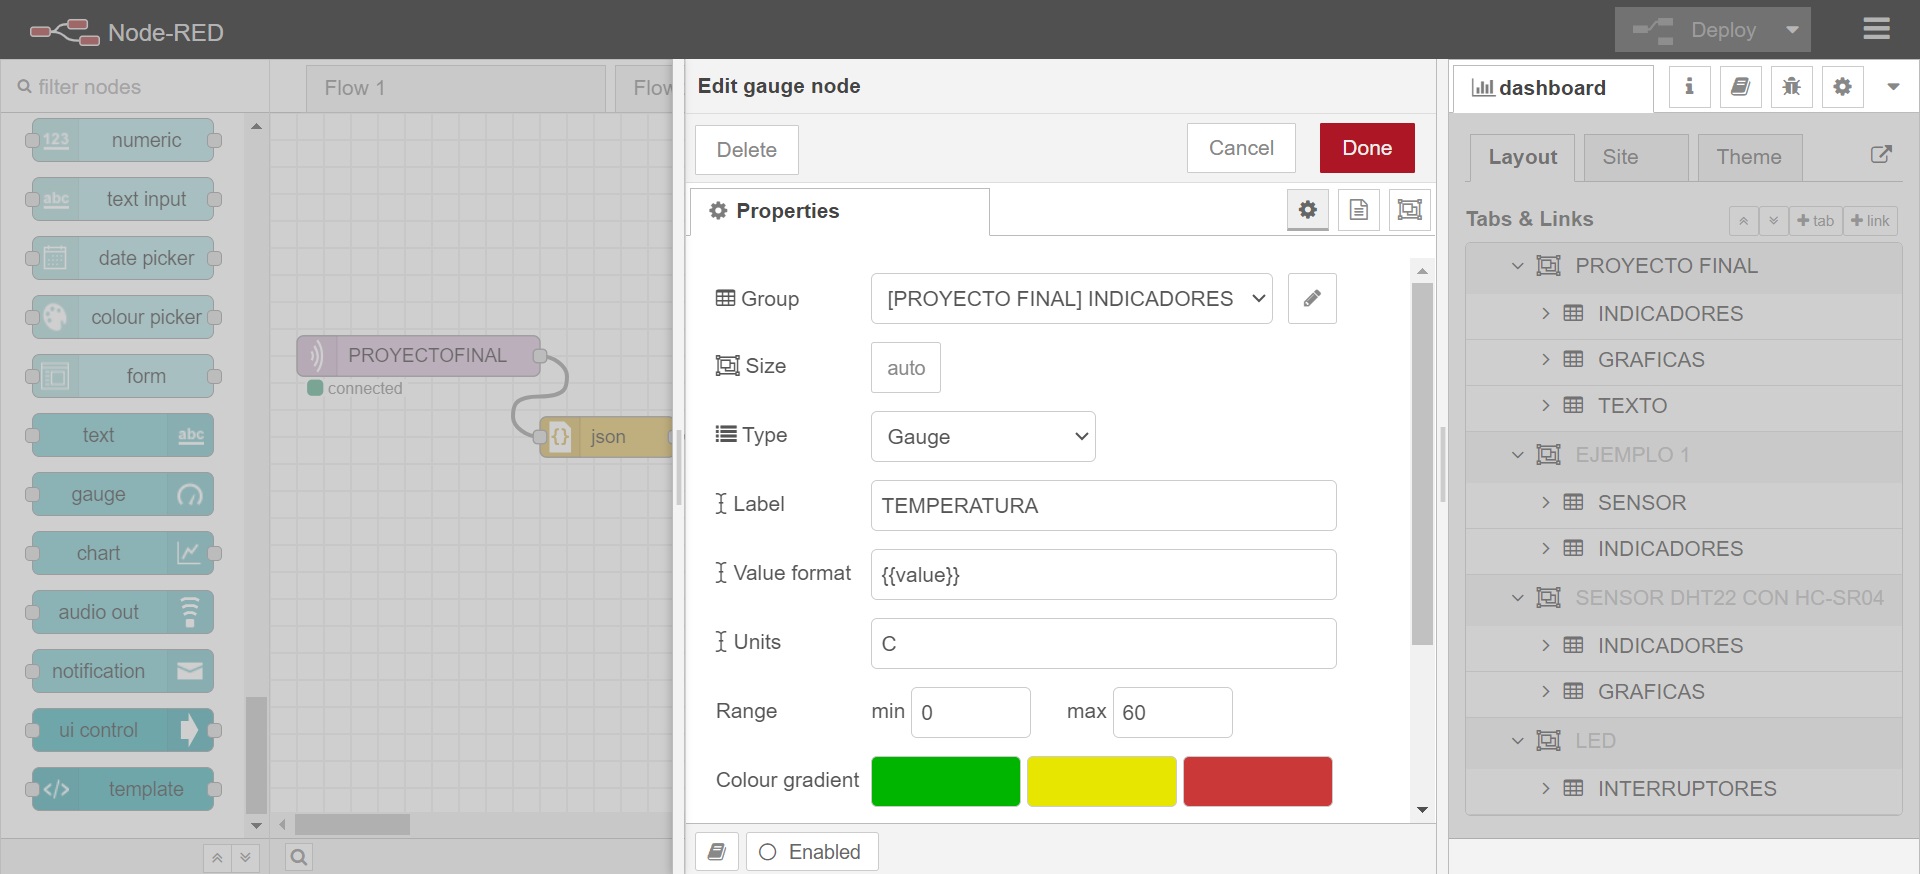 Node-RED
Deploy
filter nodes
Flow 1
Flow
numeric
123
text input
abc
date picker
colour picker
form
text
abc
gauge
chart
audio out
notification
ui control
template
PROYECTOFINAL
connected
json
Edit gauge node
Delete
Cancel
Done
Properties
Group
[PROYECTO FINAL] INDICADORES
Size
auto
Type
Gauge
Label
TEMPERATURA
Value format
{{value}}
Units
C
Range
min 0
max 60
Colour gradient
Enabled
dashboard
Layout
Site
Theme
Tabs & Links
+ tab
+ link
PROYECTO FINAL
INDICADORES
GRAFICAS
TEXTO
EJEMPLO 1
SENSOR
INDICADORES
SENSOR DHT22 CON HC-SR04
INDICADORES
GRAFICAS
LED
INTERRUPTORES